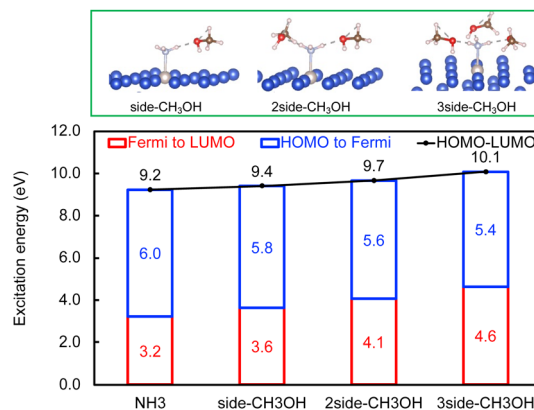 side-CH₃OH 2side-CH₃OH 3side-CH₃OH
Fermi to LUMO HOMO to Fermi HOMO-LUMO
Excitation energy (eV)
12.0
10.0
8.0
6.0
4.0
2.0
0.0
9.2 9.4 9.7 10.1
6.0 5.8 5.6 5.4
3.2 3.6 4.1 4.6
NH3 side-CH3OH 2side-CH3OH 3side-CH3OH